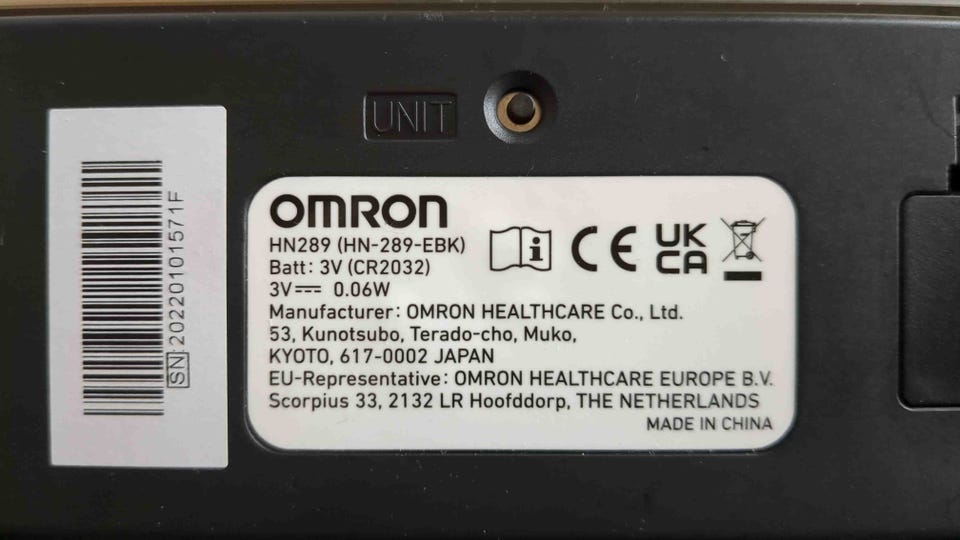 UNIT
SN:20220101571F
OMRON
HN289 (HN-289-EBK)
Batt: 3V (CR2032)
3V⎓ 0.06W
Manufacturer: OMRON HEALTHCARE Co., Ltd.
53, Kunotsubo, Terado-cho, Muko,
KYOTO, 617-0002 JAPAN
EU-Representative: OMRON HEALTHCARE EUROPE B.V.
Scorpius 33, 2132 LR Hoofddorp, THE NETHERLANDS
MADE IN CHINA
CE
UK
CA